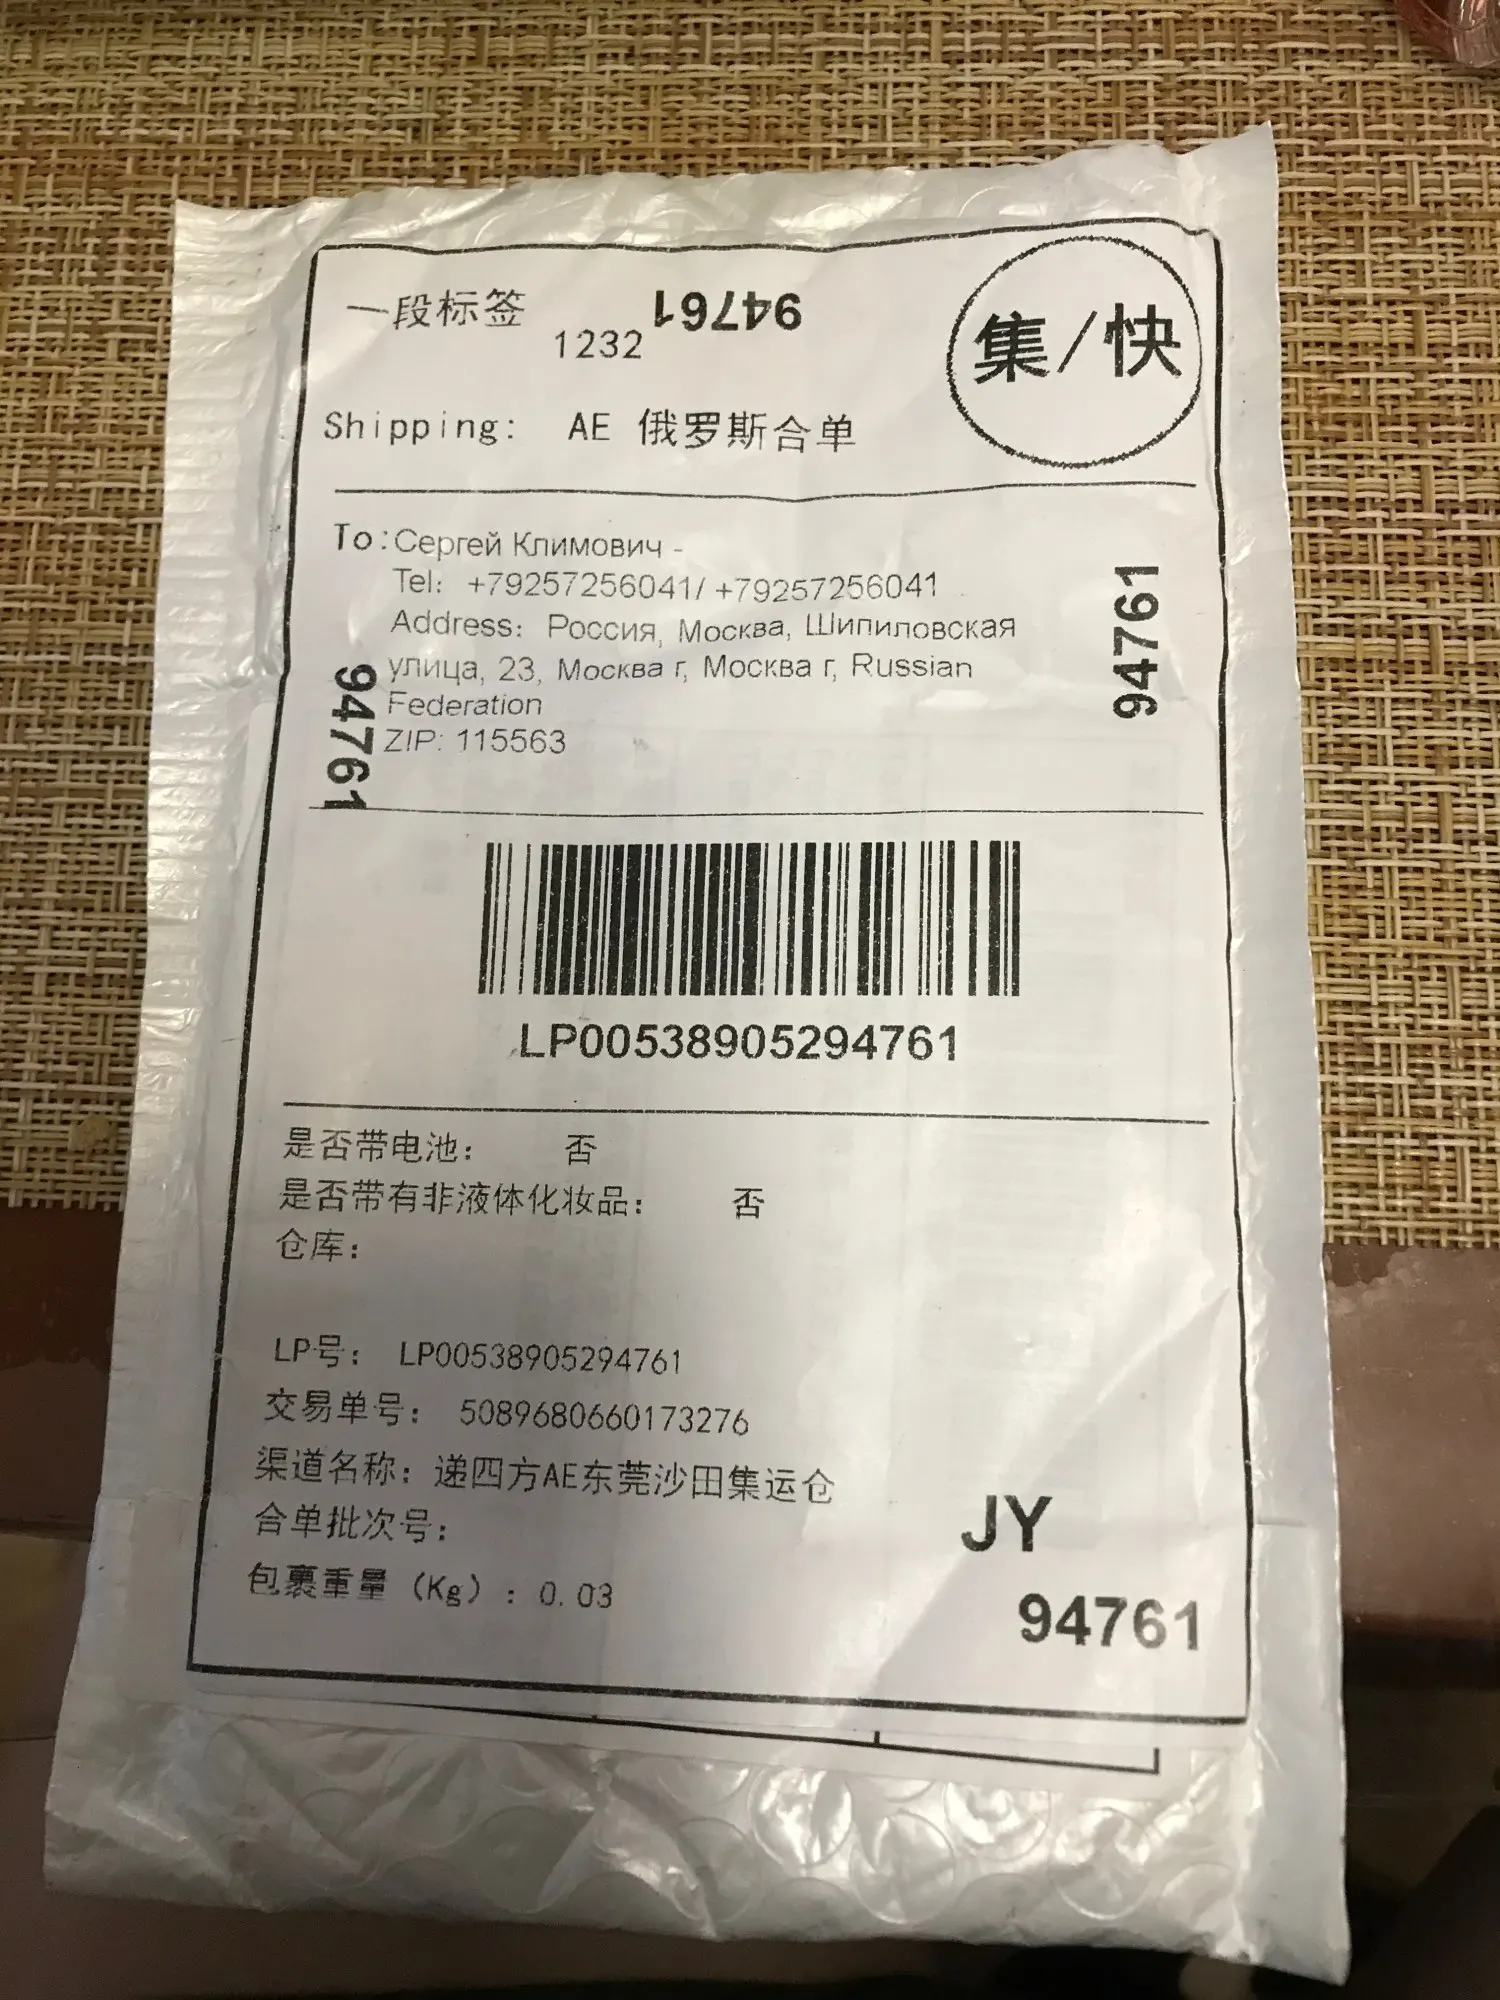 一段标签
1232
94761
集/快
Shipping: AE 俄罗斯合单
To:Сергей Климович -
Tel: +79257256041/ +79257256041
Address: Россия, Москва, Шипиловская
улица, 23, Москва г, Москва г, Russian
Federation
ZIP: 115563
94761
94761
LP00538905294761
是否带电池: 否
是否带有非液体化妆品: 否
仓库:
LP号: LP00538905294761
交易单号: 5089680660173276
渠道名称: 递四方AE东莞沙田集运仓
合单批次号:
包裹重量 (Kg) : 0.03
JY
94761